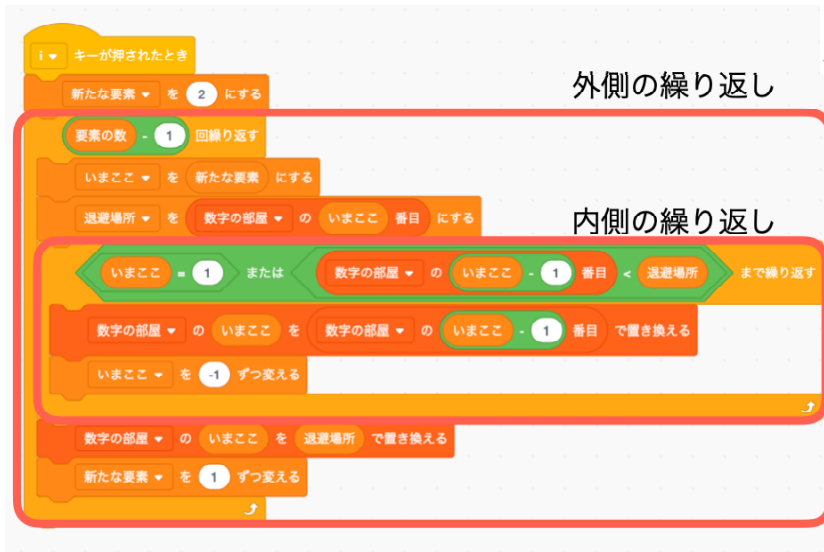 i キーが押されたとき
外側の繰り返し
新たな要素 を 2 にする
要素の数 - 1 回繰り返す
いまここ を 新たな要素 にする
退避場所 を 数字の部屋 の いまここ 番目 にする
内側の繰り返し
いまここ = 1 または 数字の部屋 の いまここ - 1 番目 < 退避場所 まで繰り返す
数字の部屋 の いまここ を 数字の部屋 の いまここ - 1 番目 で置き換える
いまここ を -1 ずつ変える
数字の部屋 の いまここ を 退避場所 で置き換える
新たな要素 を 1 ずつ変える